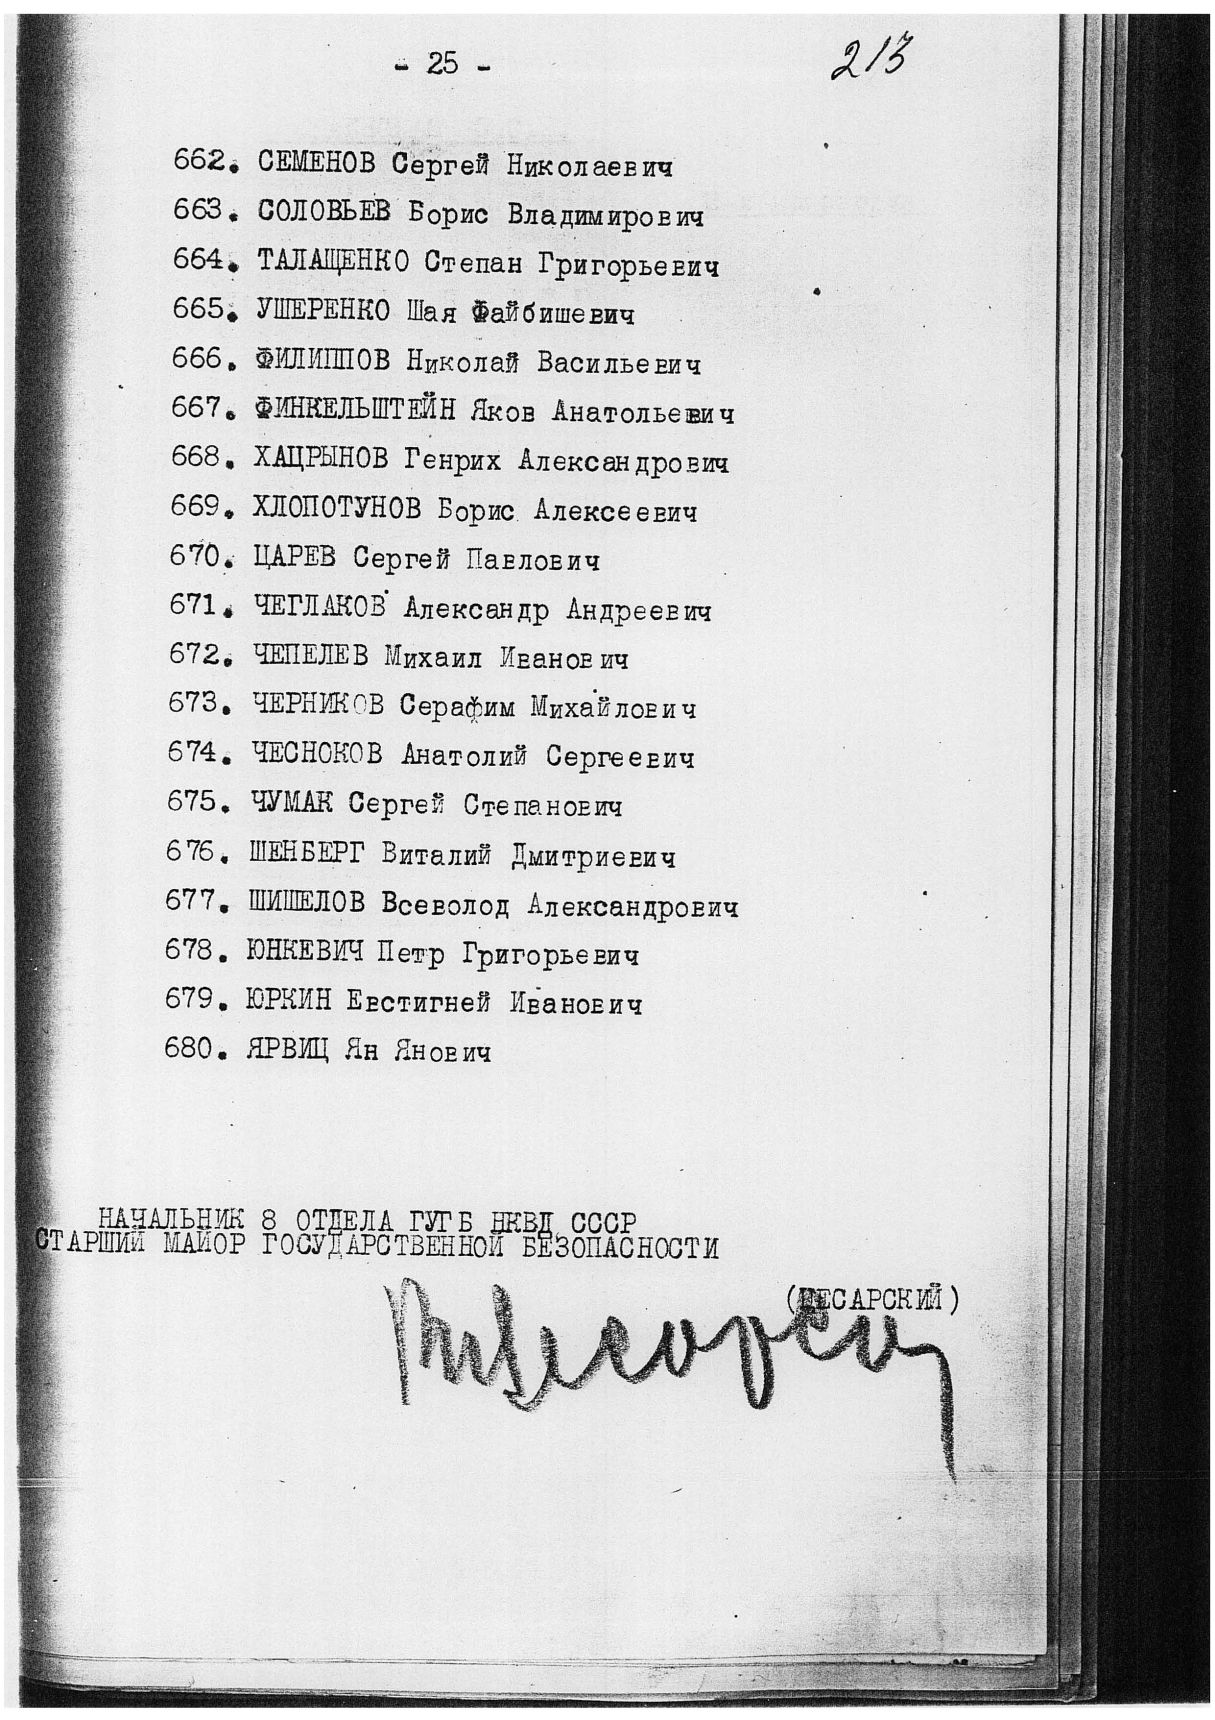 - 25 -
213
662. СЕМЕНОВ Сергей Николаевич
663. СОЛОВЬЕВ Борис Владимирович
664. ТАЛАЩЕНКО Степан Григорьевич
665. УШЕРЕНКО Шая Файбишевич
666. ФИЛИППОВ Николай Васильевич
667. ФИНКЕЛЬШТЕЙН Яков Анатольевич
668. ХАЦРЫНОВ Генрих Александрович
669. ХЛОПОТУНОВ Борис Алексеевич
670. ЦАРЕВ Сергей Павлович
671. ЧЕГЛАКОВ Александр Андреевич
672. ЧЕПЕЛЕВ Михаил Иванович
673. ЧЕРНИКОВ Серафим Михайлович
674. ЧЕСНОКОВ Анатолий Сергеевич
675. ЧУМАК Сергей Степанович
676. ШЕНБЕРГ Виталий Дмитриевич
677. ШИШЕЛОВ Всеволод Александрович
678. ЮНКЕВИЧ Петр Григорьевич
679. ЮРКИН Евстигней Иванович
680. ЯРВИЦ Ян Янович
НАЧАЛЬНИК 8 ОТДЕЛА ГУГБ НКВД СССР
СТАРШИЙ МАЙОР ГОСУДАРСТВЕННОЙ БЕЗОПАСНОСТИ
(ЦЕСАРСКИЙ)